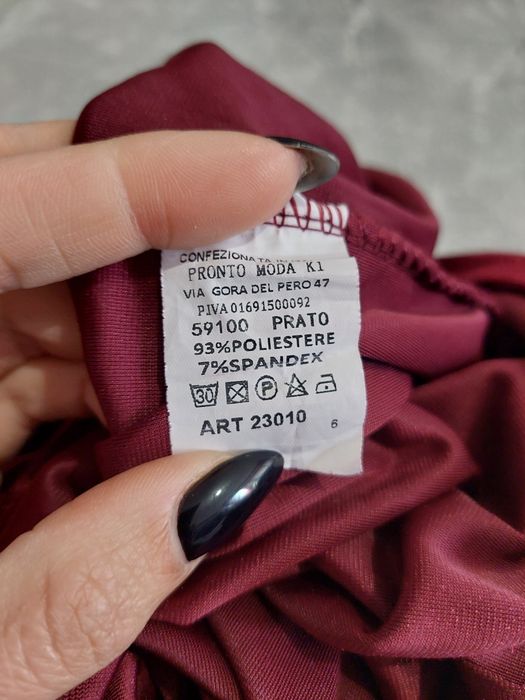 CONFEZIONATA IN
PRONTO MODA K1
VIA GORA DEL PERO 47
PIVA 01691500092
59100 PRATO
93%POLIESTERE
7%SPANDEX
30 P
ART 23010 6